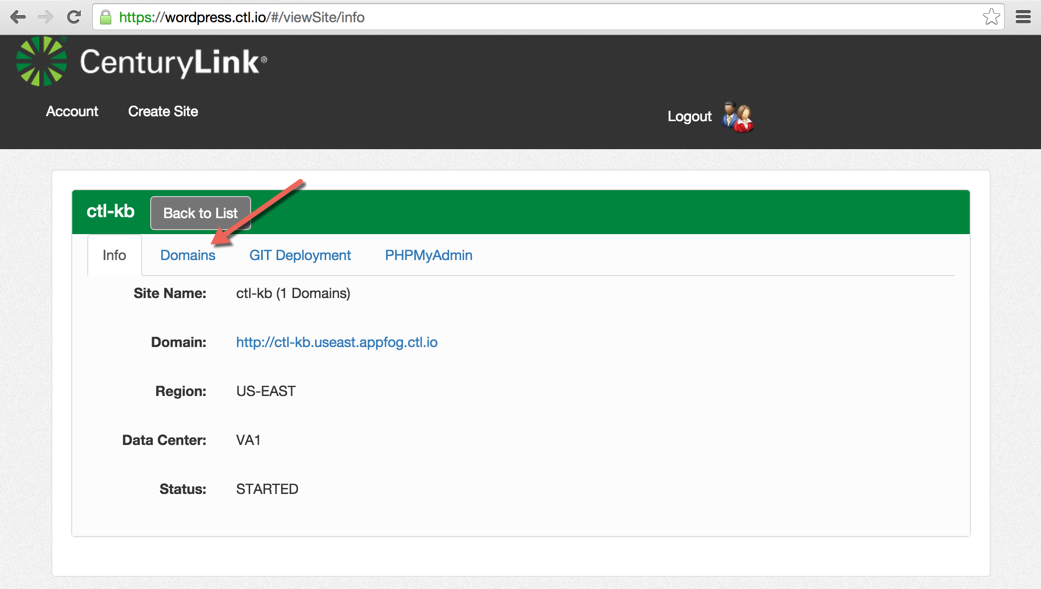 https://wordpress.ctl.io/#/viewSite/info
CenturyLink®
Account Create Site Logout
ctl-kb Back to List
Info Domains GIT Deployment PHPMyAdmin
Site Name: ctl-kb (1 Domains)
Domain: http://ctl-kb.useast.appfog.ctl.io
Region: US-EAST
Data Center: VA1
Status: STARTED